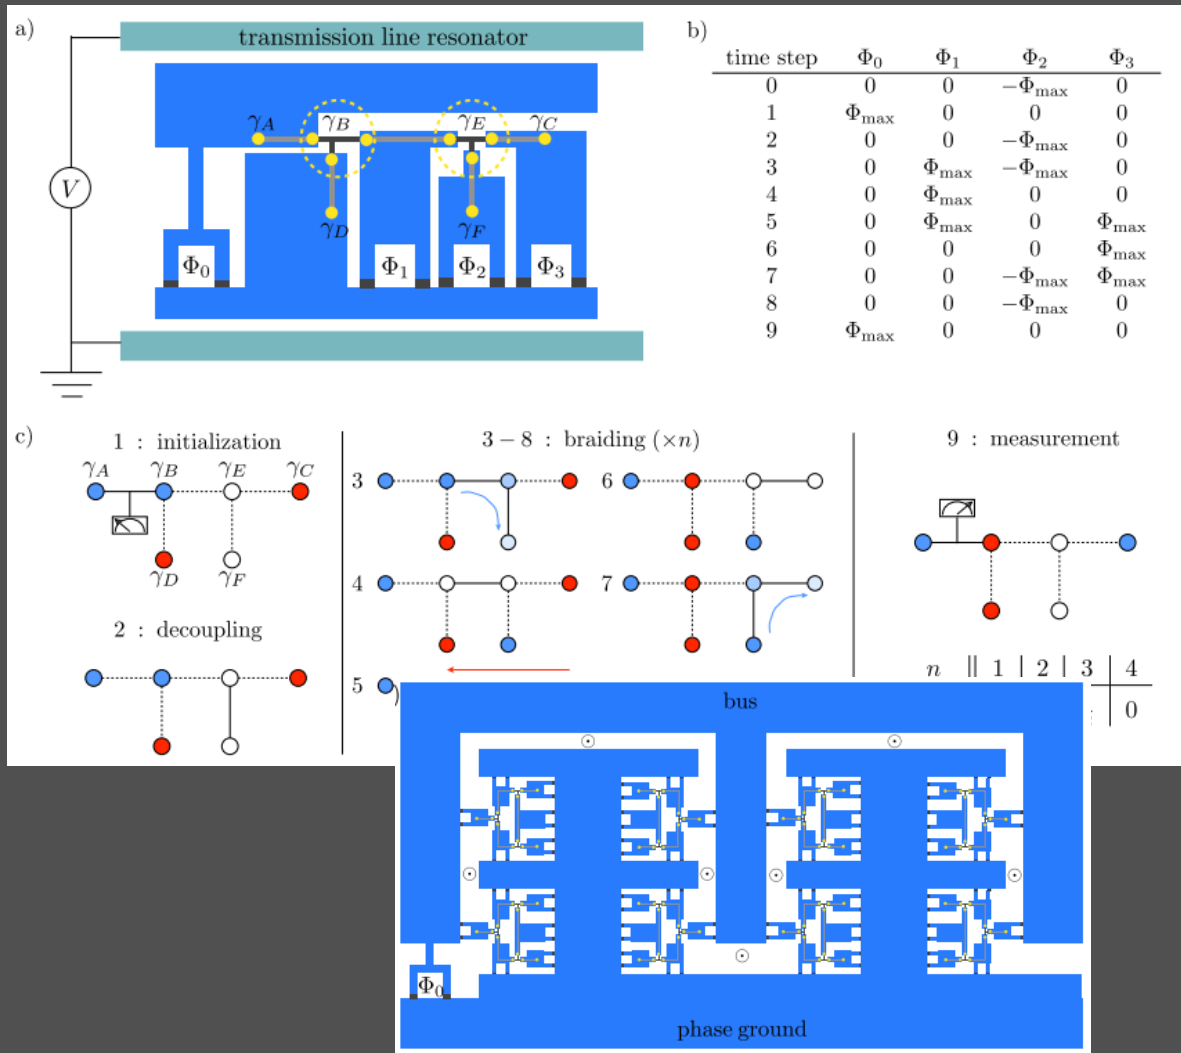 a)
transmission line resonator
γA γB γE γC
V
γD γF
Φ0 Φ1 Φ2 Φ3
b)
time step Φ0 Φ1 Φ2 Φ3
0 0 0 −Φmax 0
1 Φmax 0 0 0
2 0 0 −Φmax 0
3 0 Φmax −Φmax 0
4 0 Φmax 0 0
5 0 Φmax 0 Φmax
6 0 0 0 Φmax
7 0 0 −Φmax Φmax
8 0 0 −Φmax 0
9 Φmax 0 0 0
c)
1 : initialization
γA γB γE γC
γD γF
2 : decoupling
3 − 8 : braiding (×n)
3 6
4 7
5
9 : measurement
n 1 2 3 4
0
bus
Φ0
phase ground